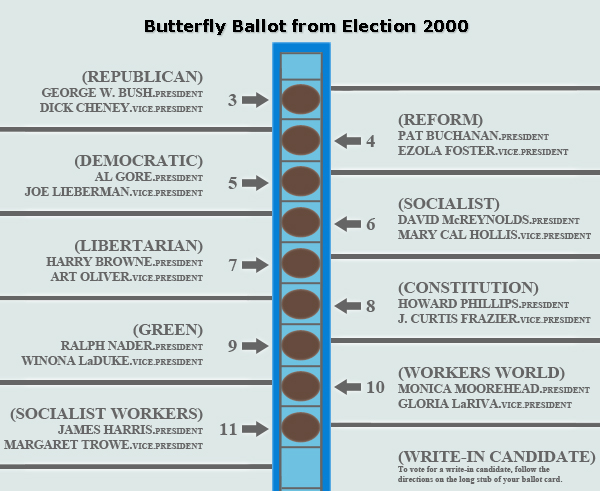 Butterfly Ballot from Election 2000
(REPUBLICAN)
GEORGE W. BUSH.PRESIDENT
DICK CHENEY.VICE.PRESIDENT
3
(REFORM)
PAT BUCHANAN.PRESIDENT
EZOLA FOSTER.VICE.PRESIDENT
4
(DEMOCRATIC)
AL GORE.PRESIDENT
JOE LIEBERMAN.VICE.PRESIDENT
5
(SOCIALIST)
DAVID McREYNOLDS.PRESIDENT
MARY CAL HOLLIS.VICE.PRESIDENT
6
(LIBERTARIAN)
HARRY BROWNE.PRESIDENT
ART OLIVER.VICE.PRESIDENT
7
(CONSTITUTION)
HOWARD PHILLIPS.PRESIDENT
J. CURTIS FRAZIER.VICE.PRESIDENT
8
(GREEN)
RALPH NADER.PRESIDENT
WINONA LaDUKE.VICE.PRESIDENT
9
(WORKERS WORLD)
MONICA MOOREHEAD.PRESIDENT
GLORIA LaRIVA.VICE.PRESIDENT
10
(SOCIALIST WORKERS)
JAMES HARRIS.PRESIDENT
MARGARET TROWE.VICE.PRESIDENT
11
(WRITE-IN CANDIDATE)
To vote for a write-in candidate, follow the
directions on the long stub of your ballot card.